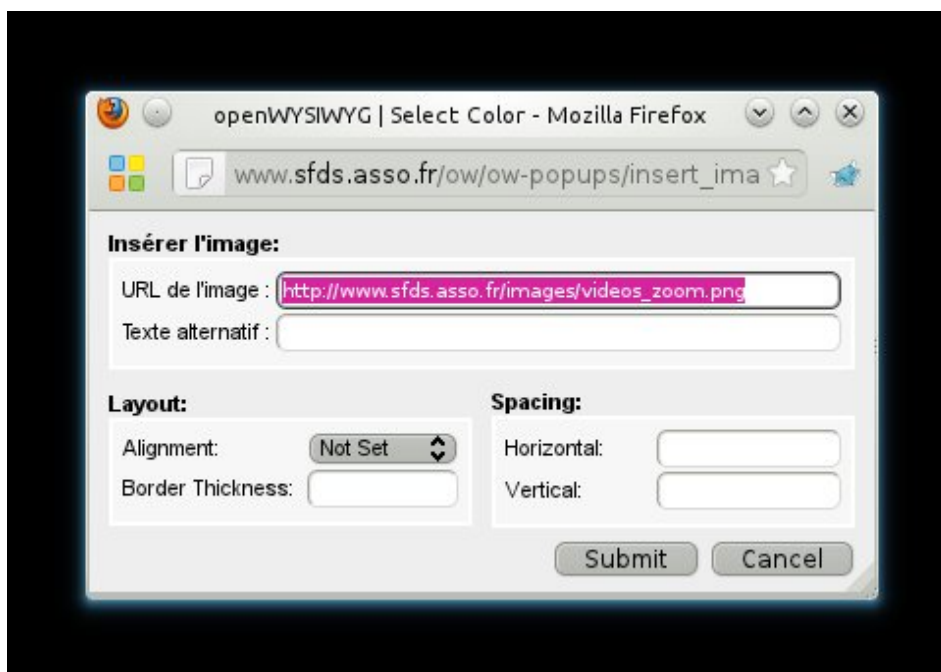 openWYSIWYG | Select Color - Mozilla Firefox
www.sfds.asso.fr/ow/ow-popups/insert_ima
Insérer l'image:
URL de l'image : http://www.sfds.asso.fr/images/videos_zoom.png
Texte alternatif :
Layout:
Alignment: Not Set
Border Thickness:
Spacing:
Horizontal:
Vertical:
Submit Cancel